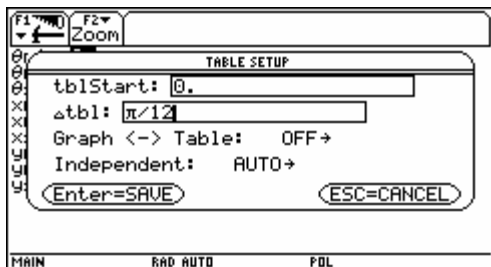 F1 F2
Zoom
TABLE SETUP
tblStart: 0.
△tbl: π/12
Graph <-> Table: OFF→
Independent: AUTO→
Enter=SAVE ESC=CANCEL
MAIN RAD AUTO POL